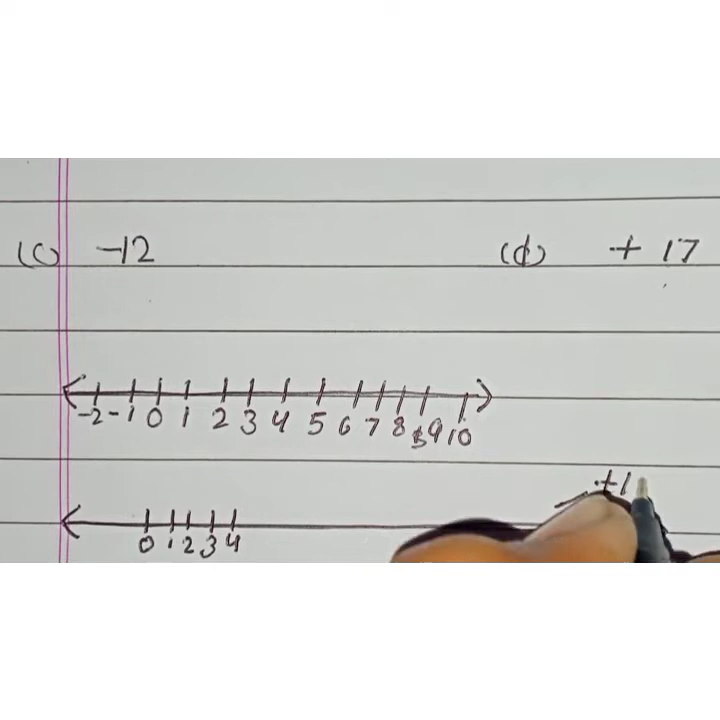 (c) -12 (d) + 17
-2 -1 0 1 2 3 4 5 6 7 8 9 10
+1
0 1 2 3 4